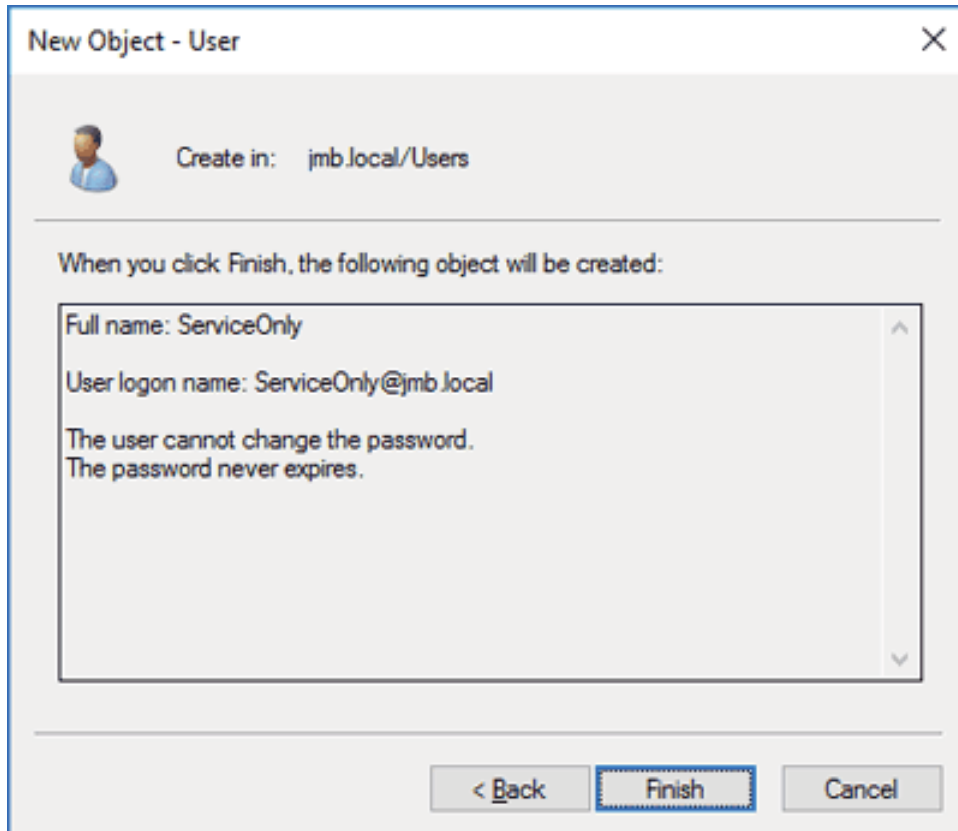 New Object - User
Create in: jmb.local/Users
When you click Finish, the following object will be created:
Full name: ServiceOnly
User logon name: ServiceOnly@jmb.local
The user cannot change the password.
The password never expires.
< Back Finish Cancel